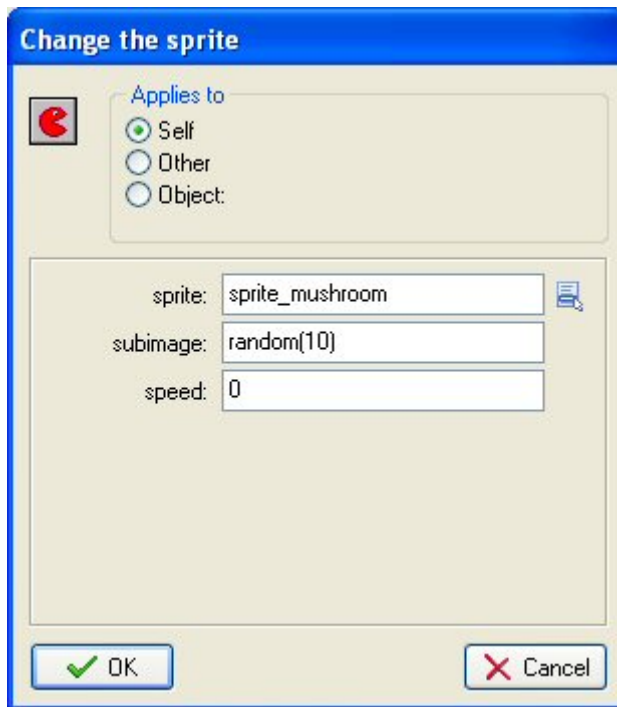 Change the sprite
Applies to
Self
Other
Object:
sprite: sprite_mushroom
subimage: random(10)
speed: 0
OK Cancel